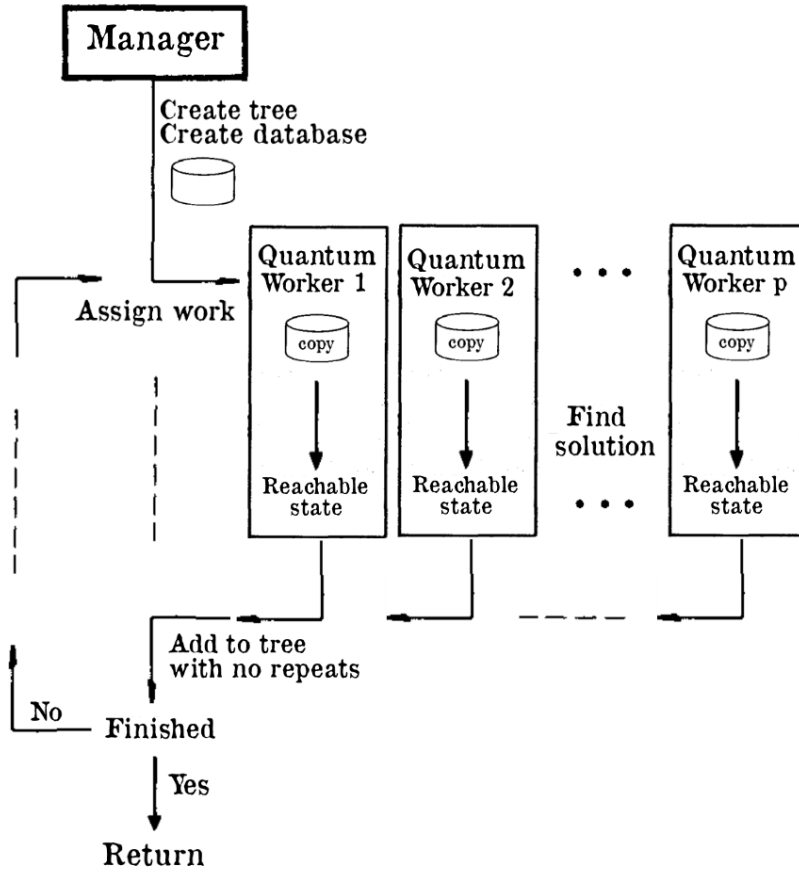 Manager
Create tree
Create database
Assign work
Quantum
Worker 1
copy
Reachable
state
Quantum
Worker 2
copy
Reachable
state
• • •
Find
solution
• • •
Quantum
Worker p
copy
Reachable
state
Add to tree
with no repeats
No
Finished
Yes
Return